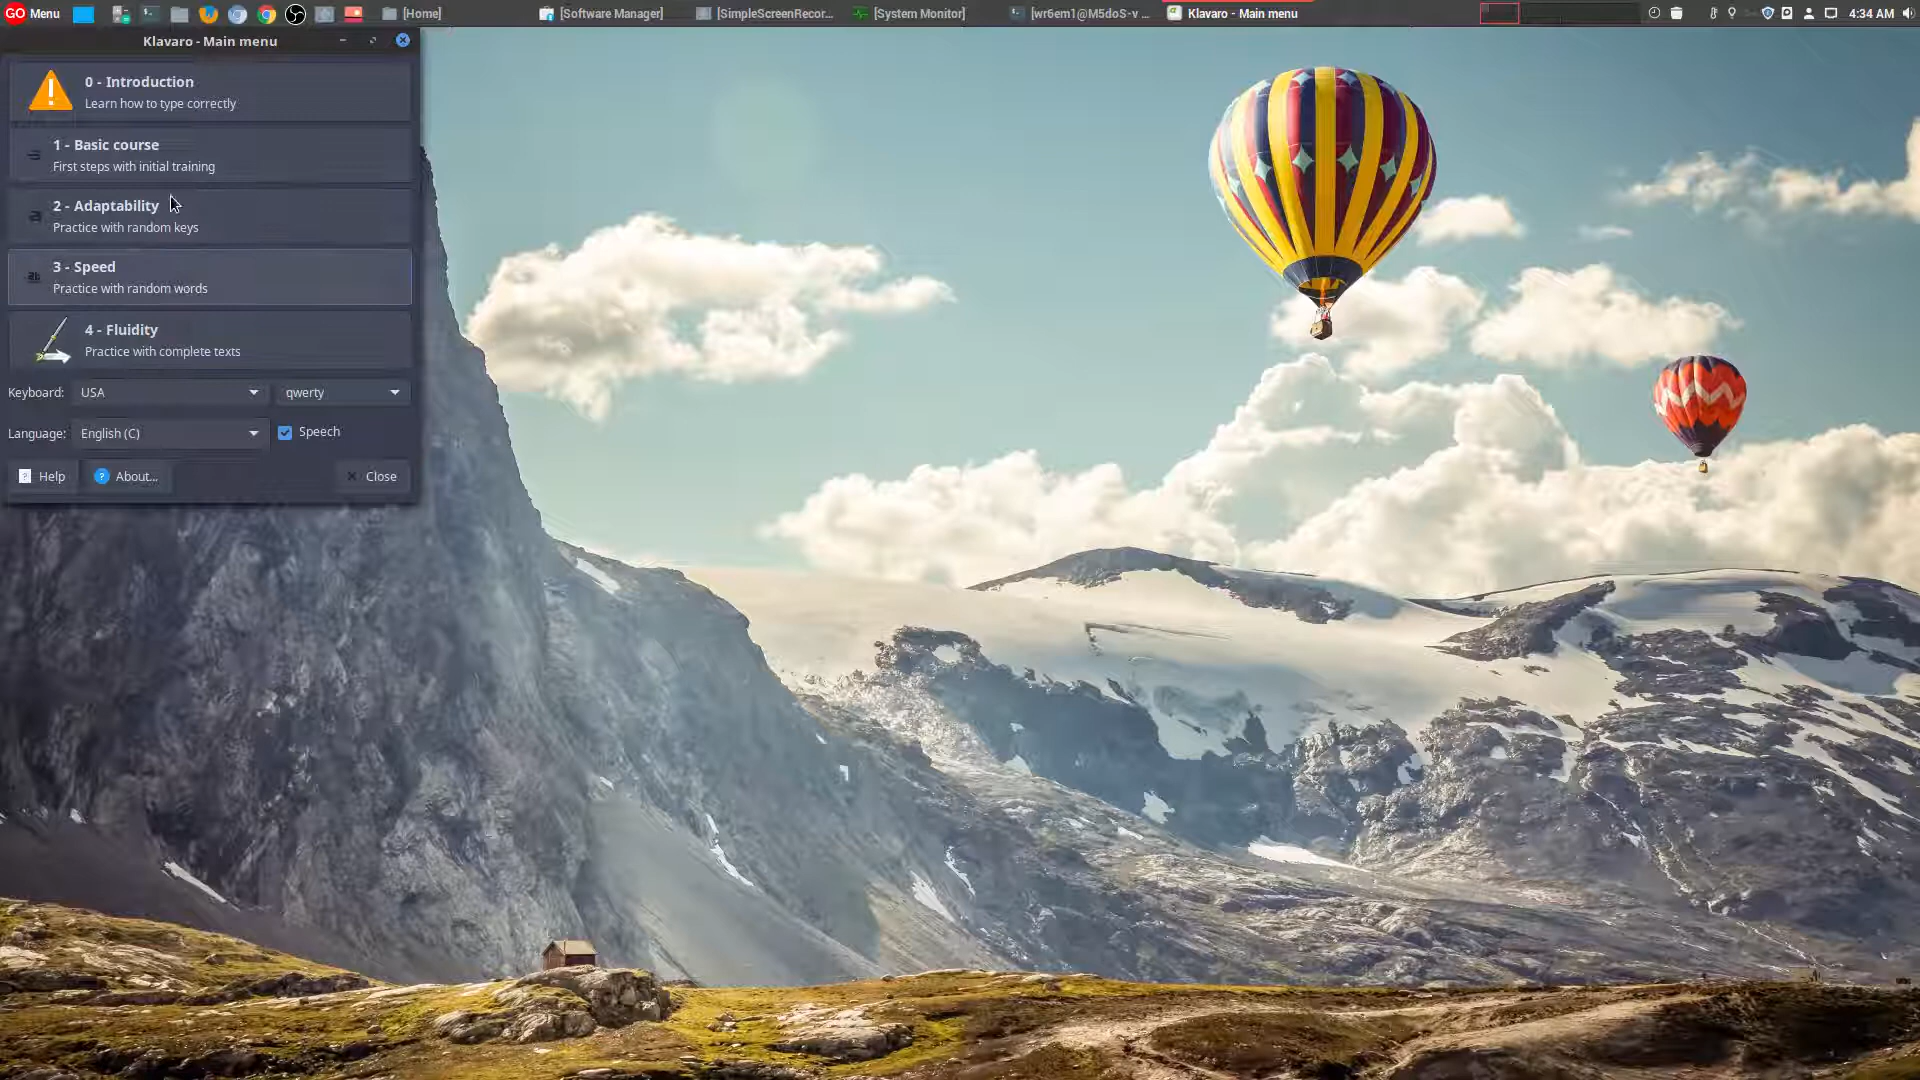 GO Menu
[Home]
[Software Manager]
[SimpleScreenRecor...
[System Monitor]
[wr6em1@M5doS-v ...
Klavaro - Main menu
4:34 AM
Klavaro - Main menu
0 - Introduction
Learn how to type correctly
1 - Basic course
First steps with initial training
2 - Adaptability
Practice with random keys
3 - Speed
Practice with random words
4 - Fluidity
Practice with complete texts
Keyboard: USA qwerty
Language: English (C) Speech
Help About... Close